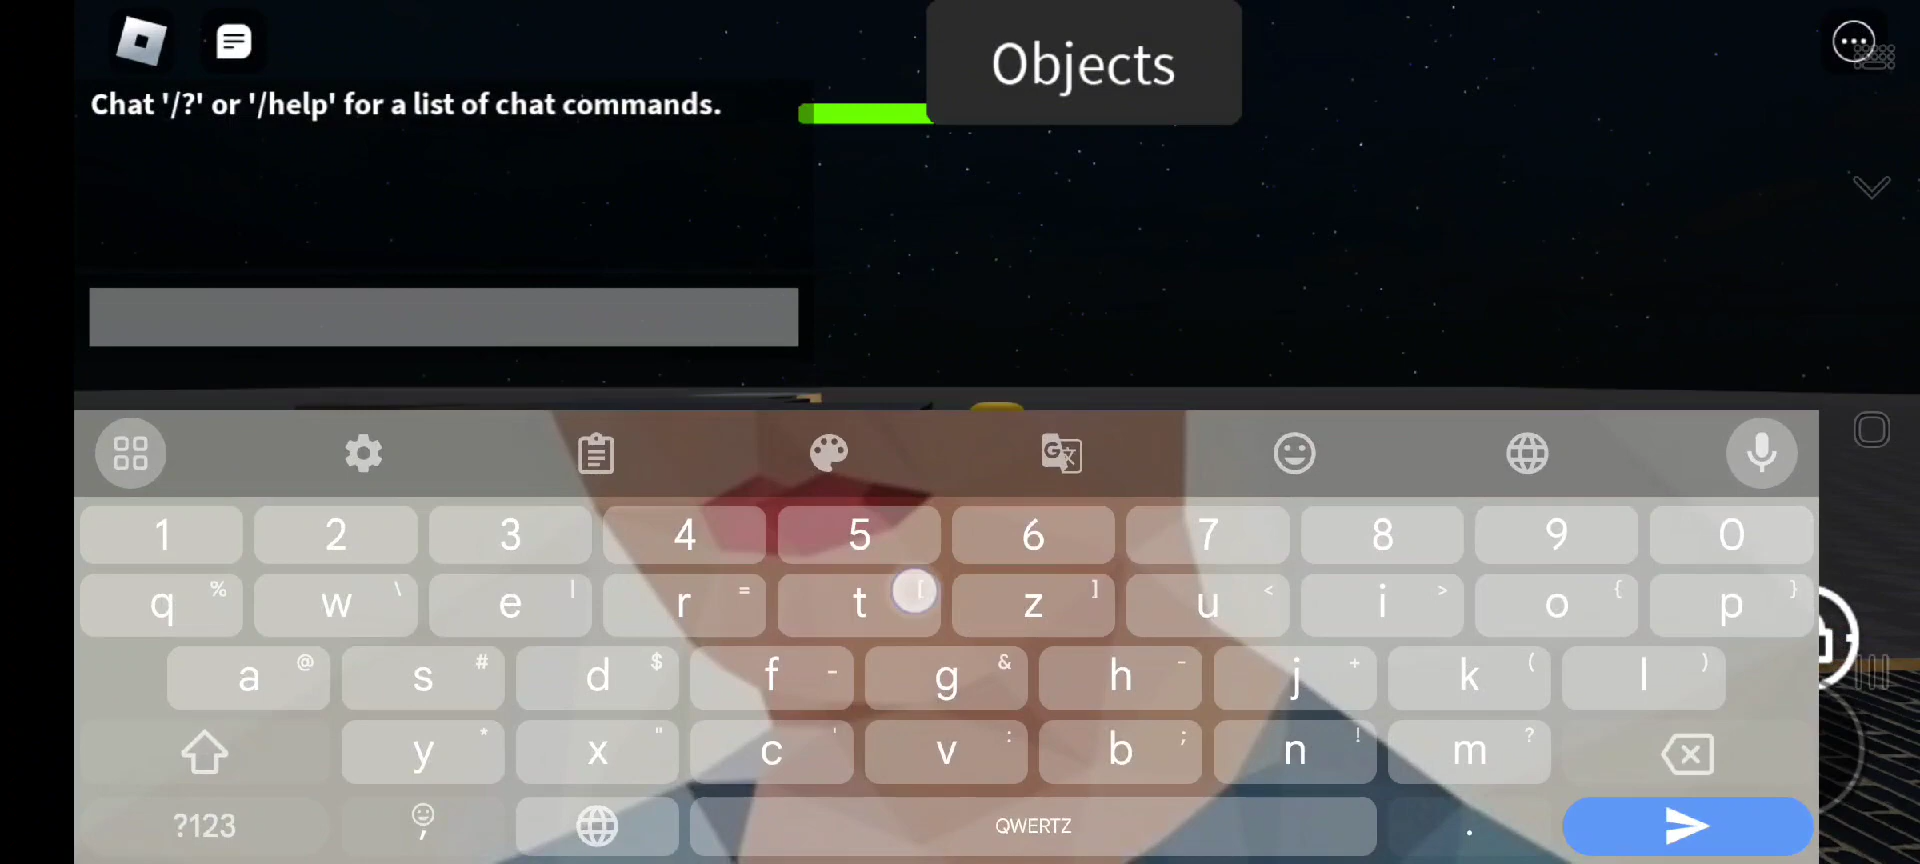 Objects
Chat '/?' or '/help' for a list of chat commands.
1 2 3 4 5 6 7 8 9 0
q % w \ e | r = t [ z ] u < i > o { p }
a @ s # d $ f - g & h - j + k ( l )
y * x " c ' v : b ; n ! m ?
?123 , QWERTZ .